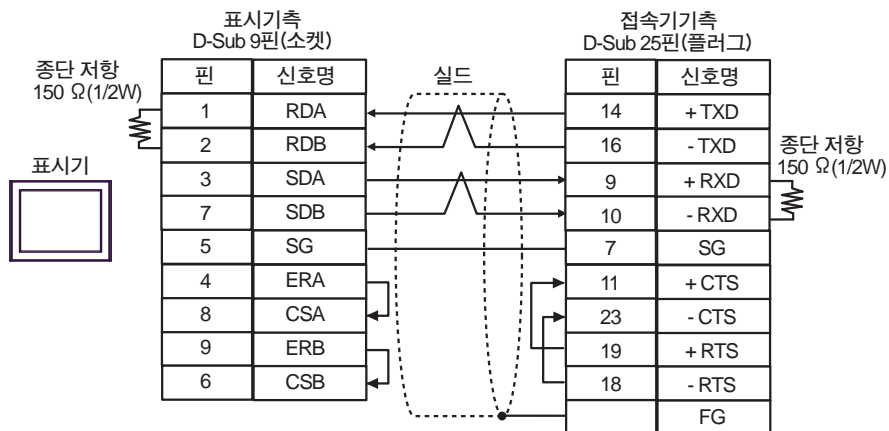 표시기측
D-Sub 9핀(소켓)
접속기기측
D-Sub 25핀(플러그)
종단 저항
150 Ω(1/2W)
표시기
실드
핀 신호명
1 RDA
2 RDB
3 SDA
7 SDB
5 SG
4 ERA
8 CSA
9 ERB
6 CSB
핀 신호명
14 +TXD
16 -TXD
9 +RXD
10 -RXD
7 SG
11 +CTS
23 -CTS
19 +RTS
18 -RTS
FG
종단 저항
150 Ω(1/2W)